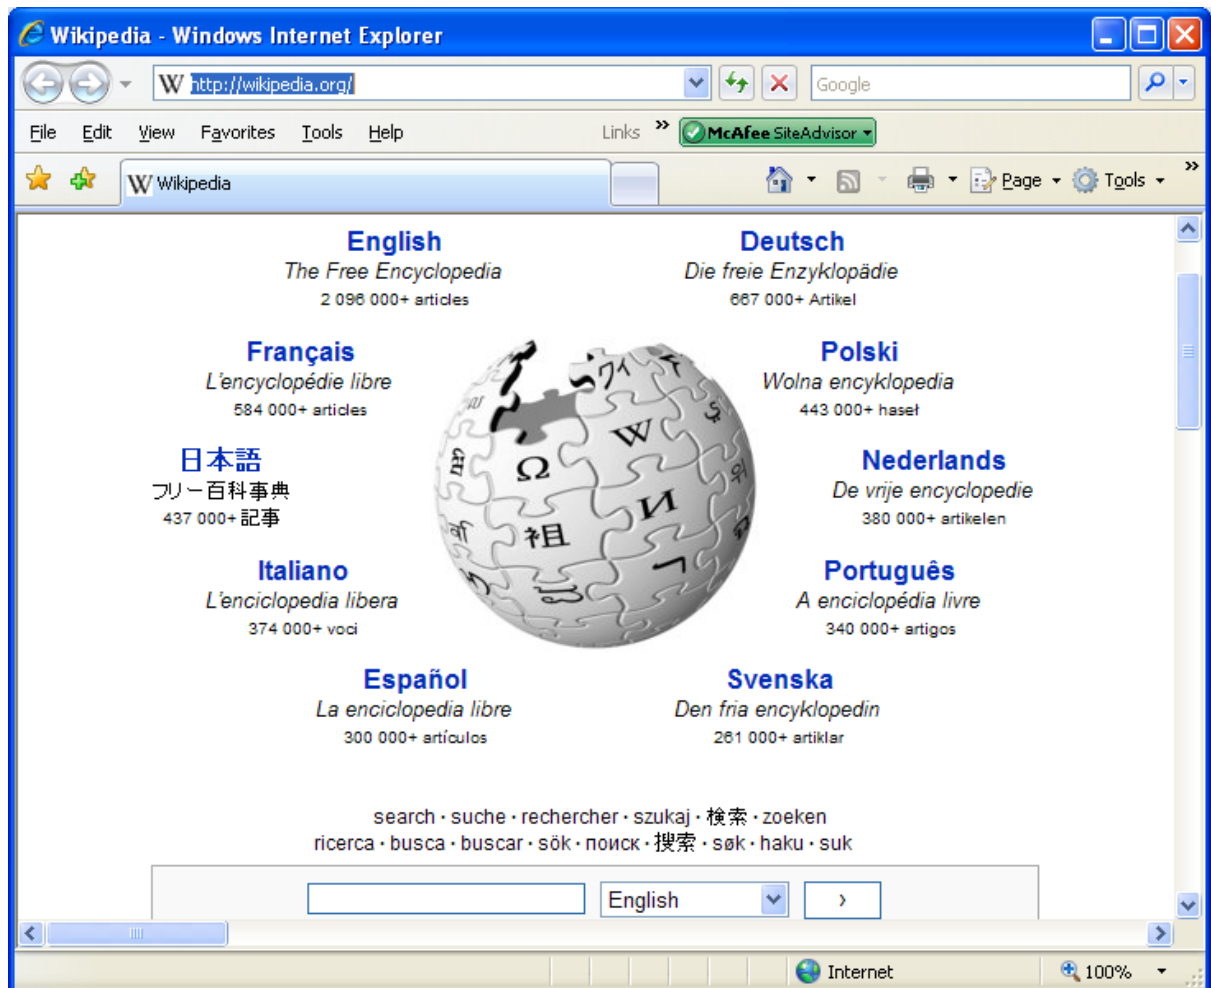 Wikipedia - Windows Internet Explorer
http://wikipedia.org/
Google
File Edit View Favorites Tools Help
Links »
McAfee SiteAdvisor
Wikipedia
Page Tools »
English
The Free Encyclopedia
2 096 000+ articles
Deutsch
Die freie Enzyklopädie
667 000+ Artikel
Français
L'encyclopédie libre
584 000+ articles
Polski
Wolna encyklopedia
443 000+ haseł
日本語
フリー百科事典
437 000+ 記事
Nederlands
De vrije encyclopedie
380 000+ artikelen
Italiano
L'enciclopedia libera
374 000+ voci
Português
A enciclopédia livre
340 000+ artigos
Español
La enciclopedia libre
300 000+ artículos
Svenska
Den fria encyklopedin
261 000+ artiklar
W
Ω
И
祖
search · suche · rechercher · szukaj · 検索 · zoeken
ricerca · busca · buscar · sök · поиск · 搜索 · søk · haku · suk
English
›
Internet
100%